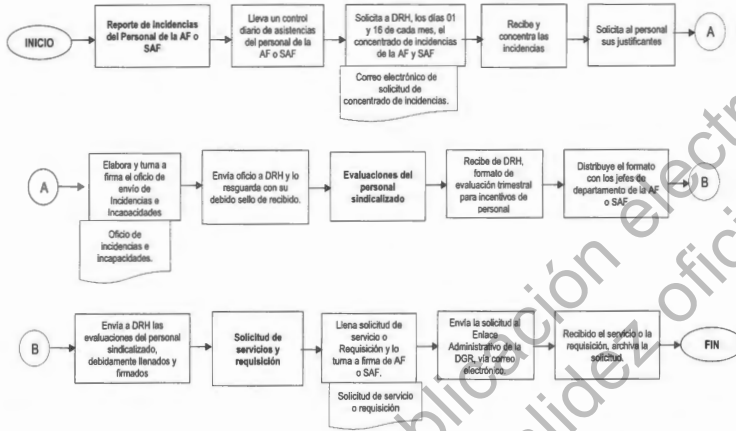 INICIO
Reporte de Incidencias
del Personal de la AF o
SAF
Lleva un control
diario de asistencias
del personal de la
AF o SAF
Solicita a DRH, los días 01
y 16 de cada mes, el
concentrado de incidencias
de la AF y SAF
Correo electrónico de
solicitud de
concentrado de incidencias.
Recibe y
concentra las
incidencias
Solicita al personal
sus justificantes
A
A
Elabora y turna a
firma el oficio de
envío de
Incidencias e
Incapacidades
Oficio de
incidencias e
incapacidades.
Envía oficio a DRH y lo
resguarda con su
debido sello de recibido.
Evaluaciones del
personal
sindicalizado
Recibe de DRH,
formato de
evaluación trimestral
para incentivos de
personal
Distribuye el formato
con los jefes de
departamento de la AF
o SAF
B
B
Envía a DRH las
evaluaciones del personal
sindicalizado,
debidamente llenados y
firmados
Solicitud de
servicios y
requisición
Llena solicitud de
servicio o
Requisición y lo
turna a firma de AF
o SAF.
Solicitud de servicio
o requisición
Envía la solicitud al
Enlace
Administrativo de la
DGR, vía correo
electrónico.
Recibido el servicio o la
requisición, archiva la
solicitud.
FIN